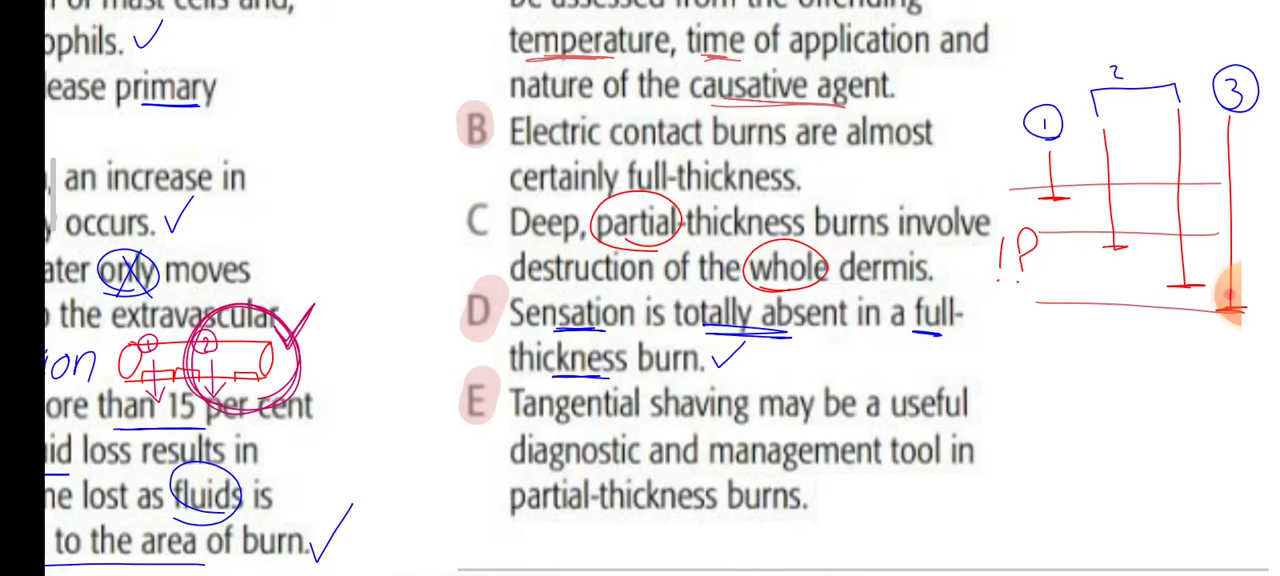 ophils.
ease primary
an increase in
occurs.
ater only moves
the extravascular
on
1 2
ore than 15 per cent
id loss results in
ne lost as fluids is
to the area of burn.
temperature, time of application and
nature of the causative agent.
B Electric contact burns are almost
certainly full-thickness.
C Deep, partial-thickness burns involve
destruction of the whole dermis.
D Sensation is totally absent in a full-
thickness burn.
E Tangential shaving may be a useful
diagnostic and management tool in
partial-thickness burns.
1 2 3
!?